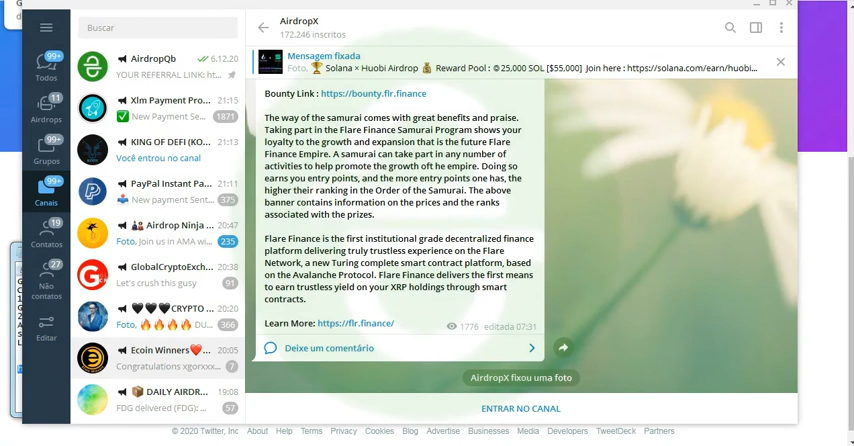 Buscar
AirdropX
172.246 inscritos
Mensagem fixada
Foto, 🏆 Solana × Huobi Airdrop 💰 Reward Pool : 25,000 SOL [$55,000] Join here : https://solana.com/earn/huobi...
99+
Todos
11
Airdrops
99+
Grupos
99+
Canais
19
Contatos
27
Não
contatos
Editar
AirdropQb
6.12.20
YOUR REFERRAL LINK: ht...
Xlm Payment Pro...
21:15
✅ New Payment Se...
1871
KING OF DEFI (KO...
21:13
Você entrou no canal
PayPal Instant Pa...
21:11
New payment Sent...
375
Airdrop Ninja ...
20:47
Foto, Join us in AMA wi...
235
GlobalCryptoExch...
20:38
Let's crush this guy
91
🖤🖤🖤CRYPTO ...
20:20
Foto, 🔥🔥🔥🔥 DU...
366
Ecoin Winners❤️...
20:05
Congratulations xgorxxx...
7
📦 DAILY AIRDR...
19:08
FDG delivered (FDG): ...
57
Bounty Link : https://bounty.flr.finance
The way of the samurai comes with great benefits and praise.
Taking part in the Flare Finance Samurai Program shows your
loyalty to the growth and expansion that is the future Flare
Finance Empire. A samurai can take part in any number of
activities to help promote the growth oft he empire. Doing so
earns you entry points, and the more entry points one has, the
higher their ranking in the Order of the Samurai. The above
banner contains information on the prices and the ranks
associated with the prizes.
Flare Finance is the first institutional grade decentralized finance
platform delivering truly trustless experience on the Flare
Network, a new Turing complete smart contract platform, based
on the Avalanche Protocol. Flare Finance delivers the first means
to earn trustless yield on your XRP holdings through smart
contracts.
Learn More: https://flr.finance/
1776 editada 07:31
Deixe um comentário
AirdropX fixou uma foto
ENTRAR NO CANAL
© 2020 Twitter, Inc About Help Terms Privacy Cookies Blog Advertise Businesses Media Developers TweetDeck Partners